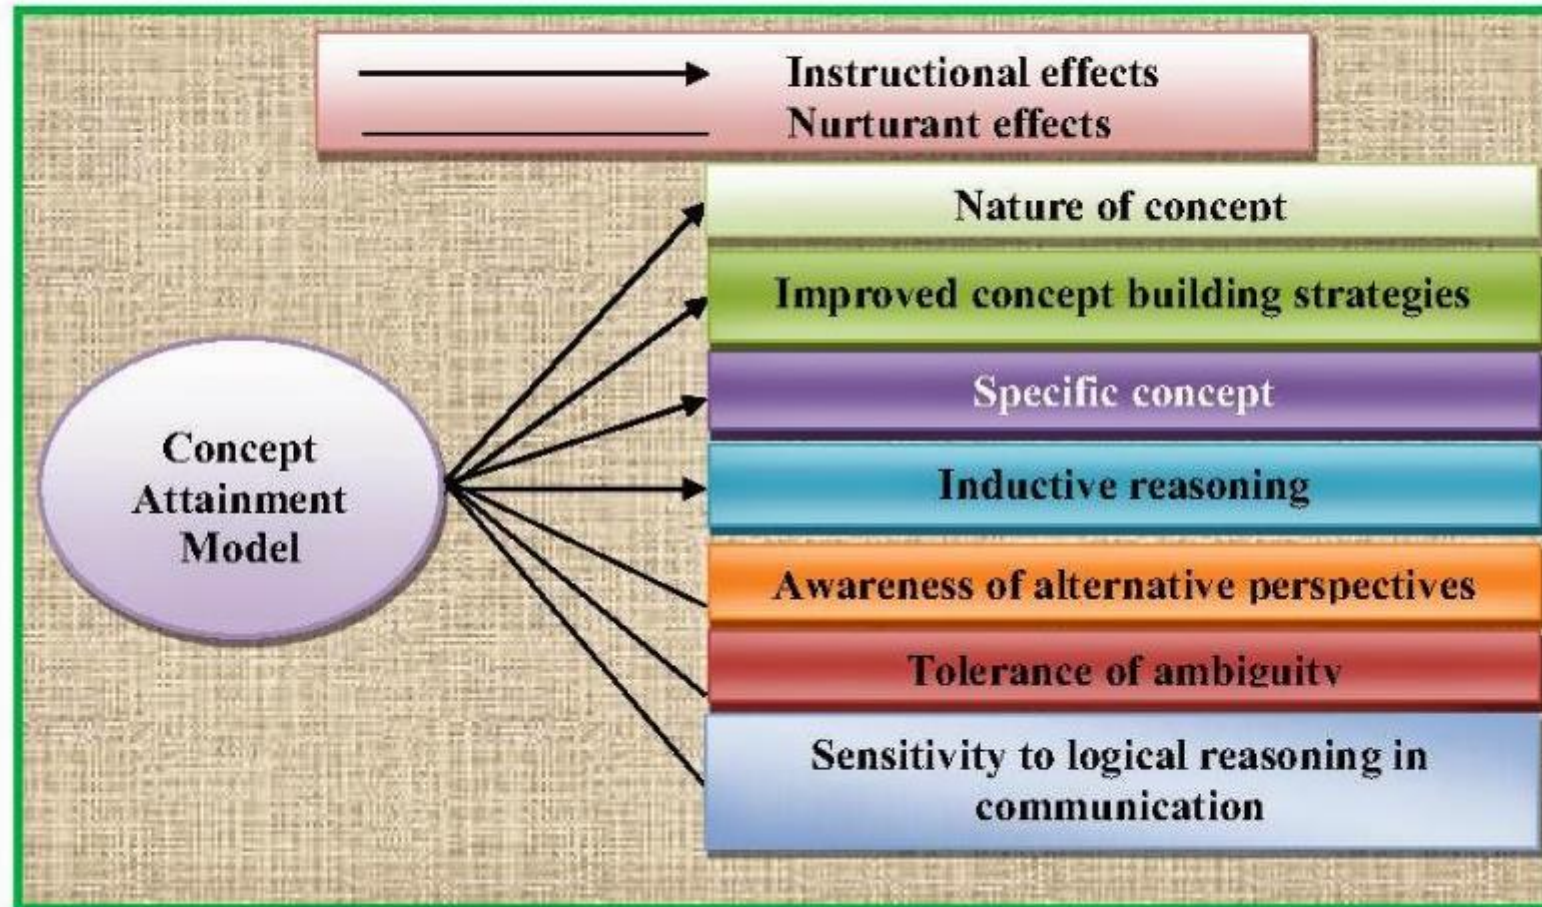 Instructional effects
Nurturant effects
Nature of concept
Improved concept building strategies
Specific concept
Concept
Attainment
Model
Inductive reasoning
Awareness of alternative perspectives
Tolerance of ambiguity
Sensitivity to logical reasoning in
communication